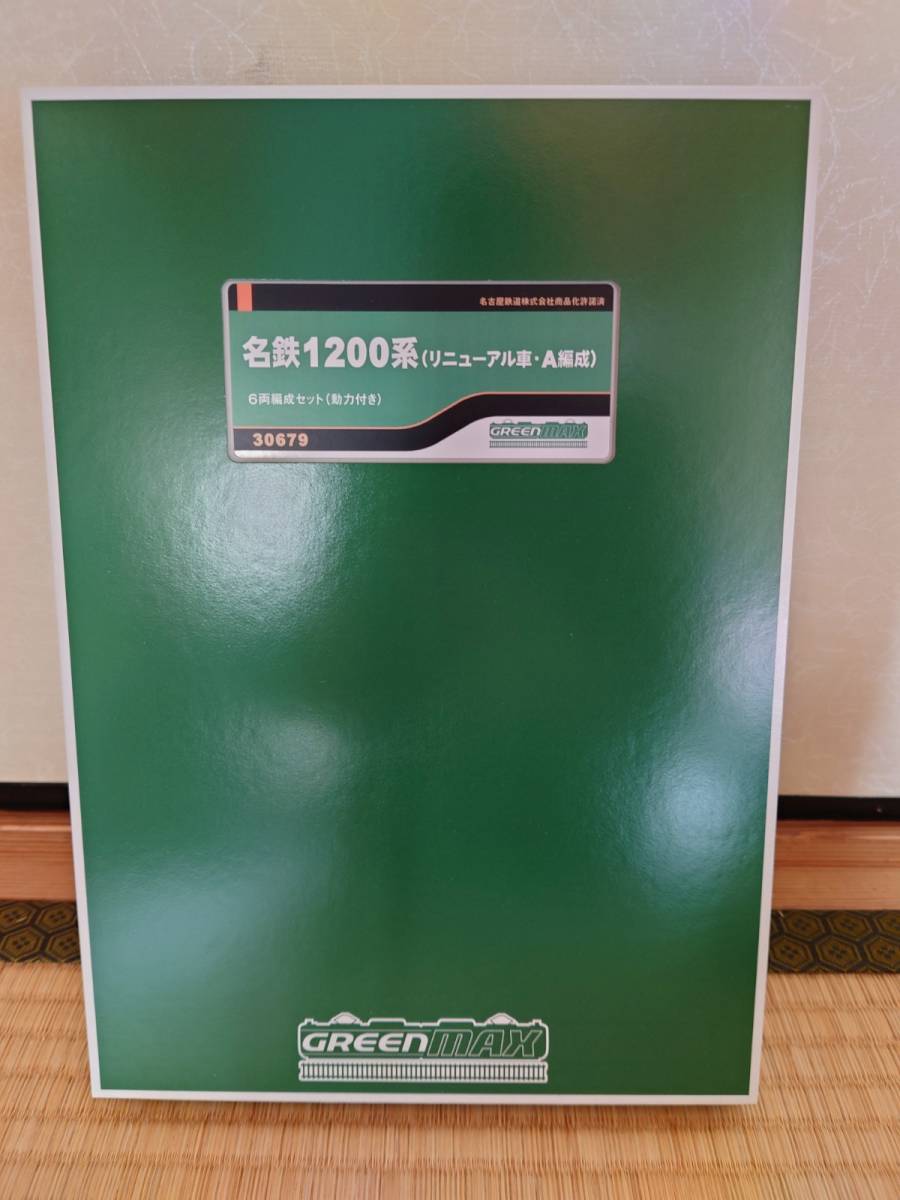 名古屋鉄道株式会社商品化許諾済
名鉄1200系(リニューアル車・A編成)
6両編成セット(動力付き)
30679
GREENMAX
GREENMAX